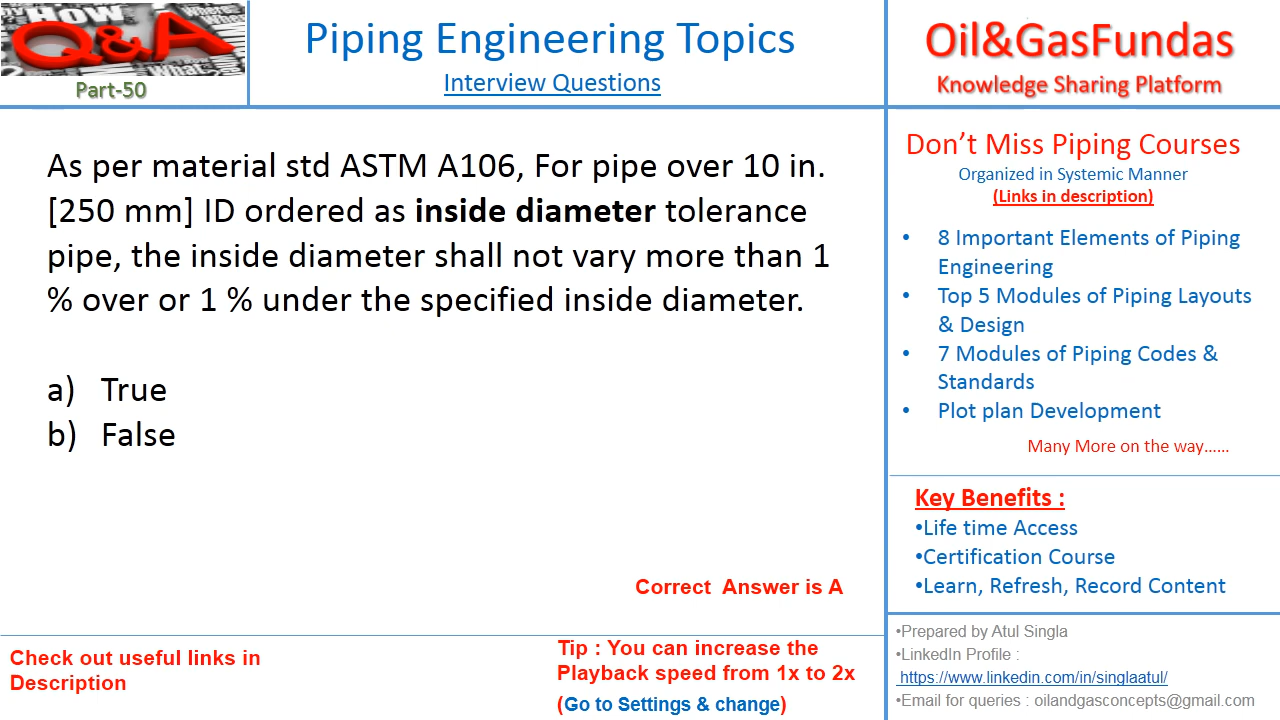 How
Q&A
Part-50
Piping Engineering Topics
Interview Questions
Oil&GasFundas
Knowledge Sharing Platform
As per material std ASTM A106, For pipe over 10 in.
[250 mm] ID ordered as inside diameter tolerance
pipe, the inside diameter shall not vary more than 1
% over or 1 % under the specified inside diameter.
a) True
b) False
Correct Answer is A
Check out useful links in
Description
Tip : You can increase the
Playback speed from 1x to 2x
(Go to Settings & change)
Don’t Miss Piping Courses
Organized in Systemic Manner
(Links in description)
• 8 Important Elements of Piping
Engineering
• Top 5 Modules of Piping Layouts
& Design
• 7 Modules of Piping Codes &
Standards
• Plot plan Development
Many More on the way......
Key Benefits :
•Life time Access
•Certification Course
•Learn, Refresh, Record Content
•Prepared by Atul Singla
•LinkedIn Profile :
https://www.linkedin.com/in/singlaatul/
•Email for queries : oilandgasconcepts@gmail.com